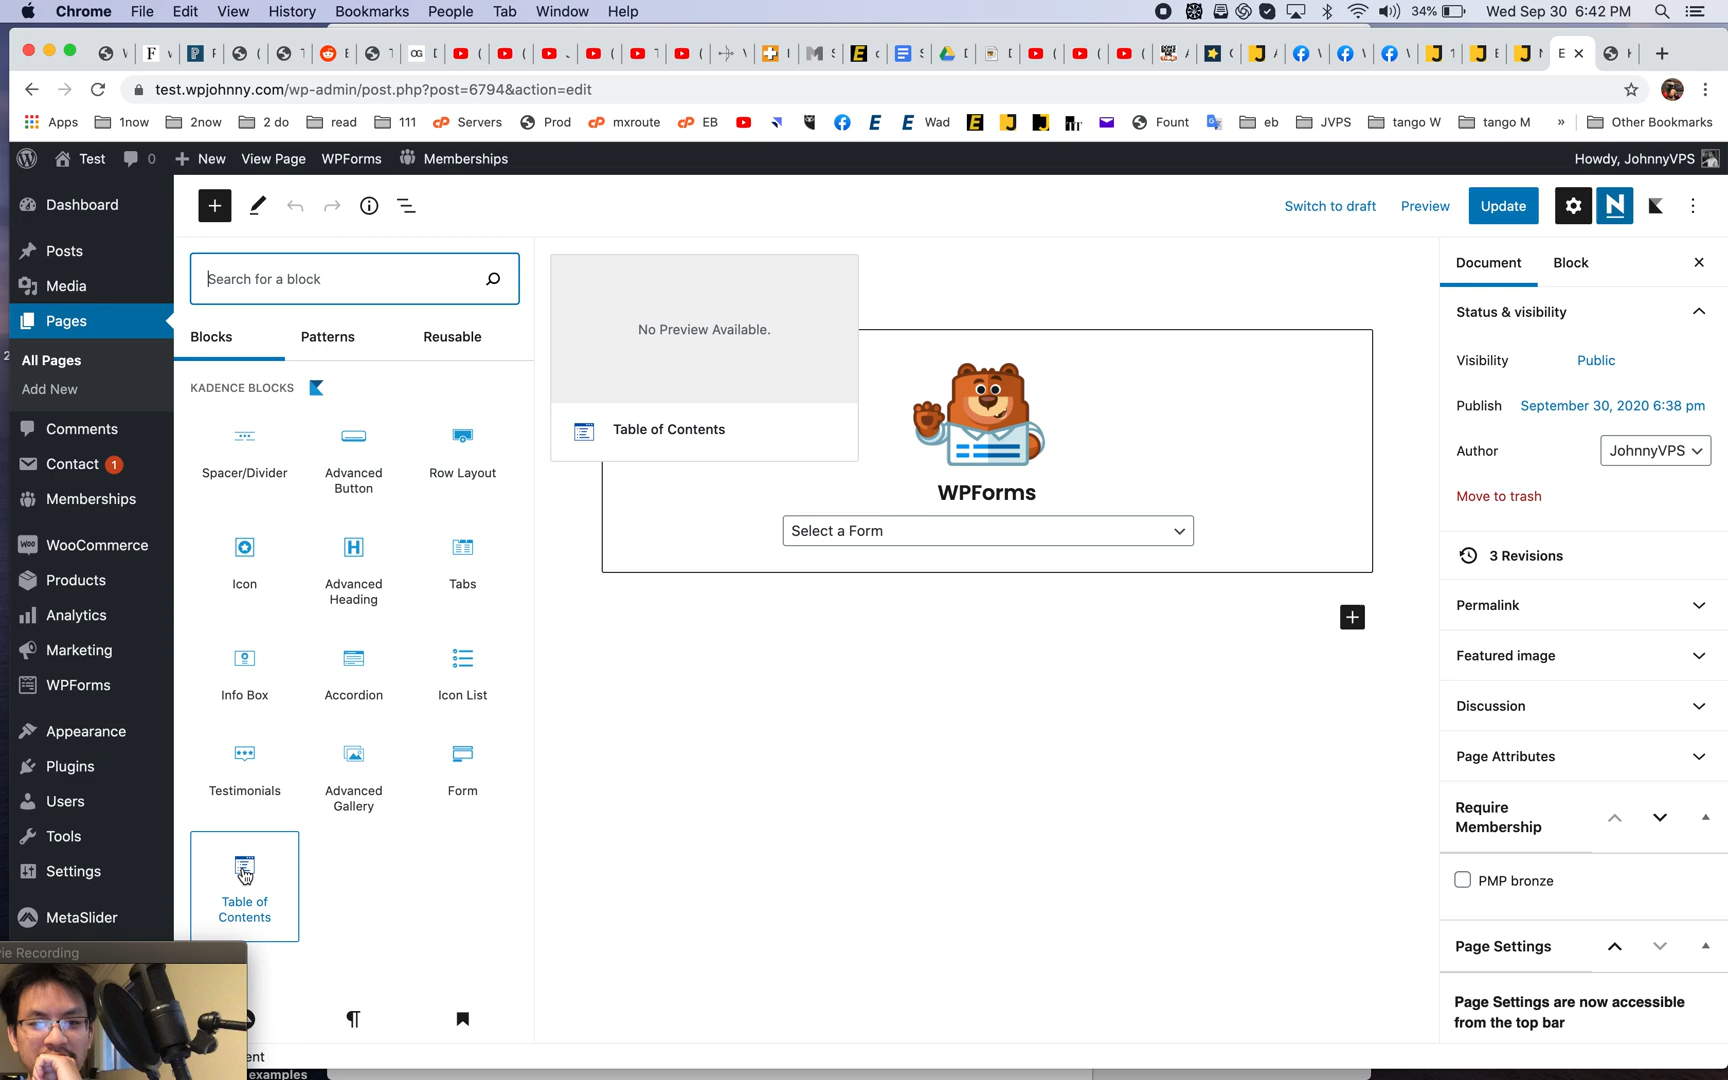 Chrome File Edit View History Bookmarks People Tab Window Help
34% Wed Sep 30 6:42 PM
test.wpjohnny.com/wp-admin/post.php?post=6794&action=edit
Apps 1now 2now 2 do read 111 Servers Prod mxroute EB Wad Fount eb JVPS tango W tango M » Other Bookmarks
Test 0 New View Page WPForms Memberships Howdy, JohnnyVPS
Dashboard
Posts
Media
Pages
All Pages
Add New
Comments
Contact 1
Memberships
WooCommerce
Products
Analytics
Marketing
WPForms
Appearance
Plugins
Users
Tools
Settings
MetaSlider
Switch to draft Preview Update
Search for a block
Blocks Patterns Reusable
KADENCE BLOCKS
Spacer/Divider
Advanced
Button
Row Layout
Icon
Advanced
Heading
Tabs
Info Box
Accordion
Icon List
Testimonials
Advanced
Gallery
Form
Table of
Contents
No Preview Available.
Table of Contents
WPForms
Select a Form
Document Block
Status & visibility
Visibility Public
Publish September 30, 2020 6:38 pm
Author JohnnyVPS
Move to trash
3 Revisions
Permalink
Featured image
Discussion
Page Attributes
Require
Membership
PMP bronze
Page Settings
Page Settings are now accessible
from the top bar
ie Recording
ent
examples